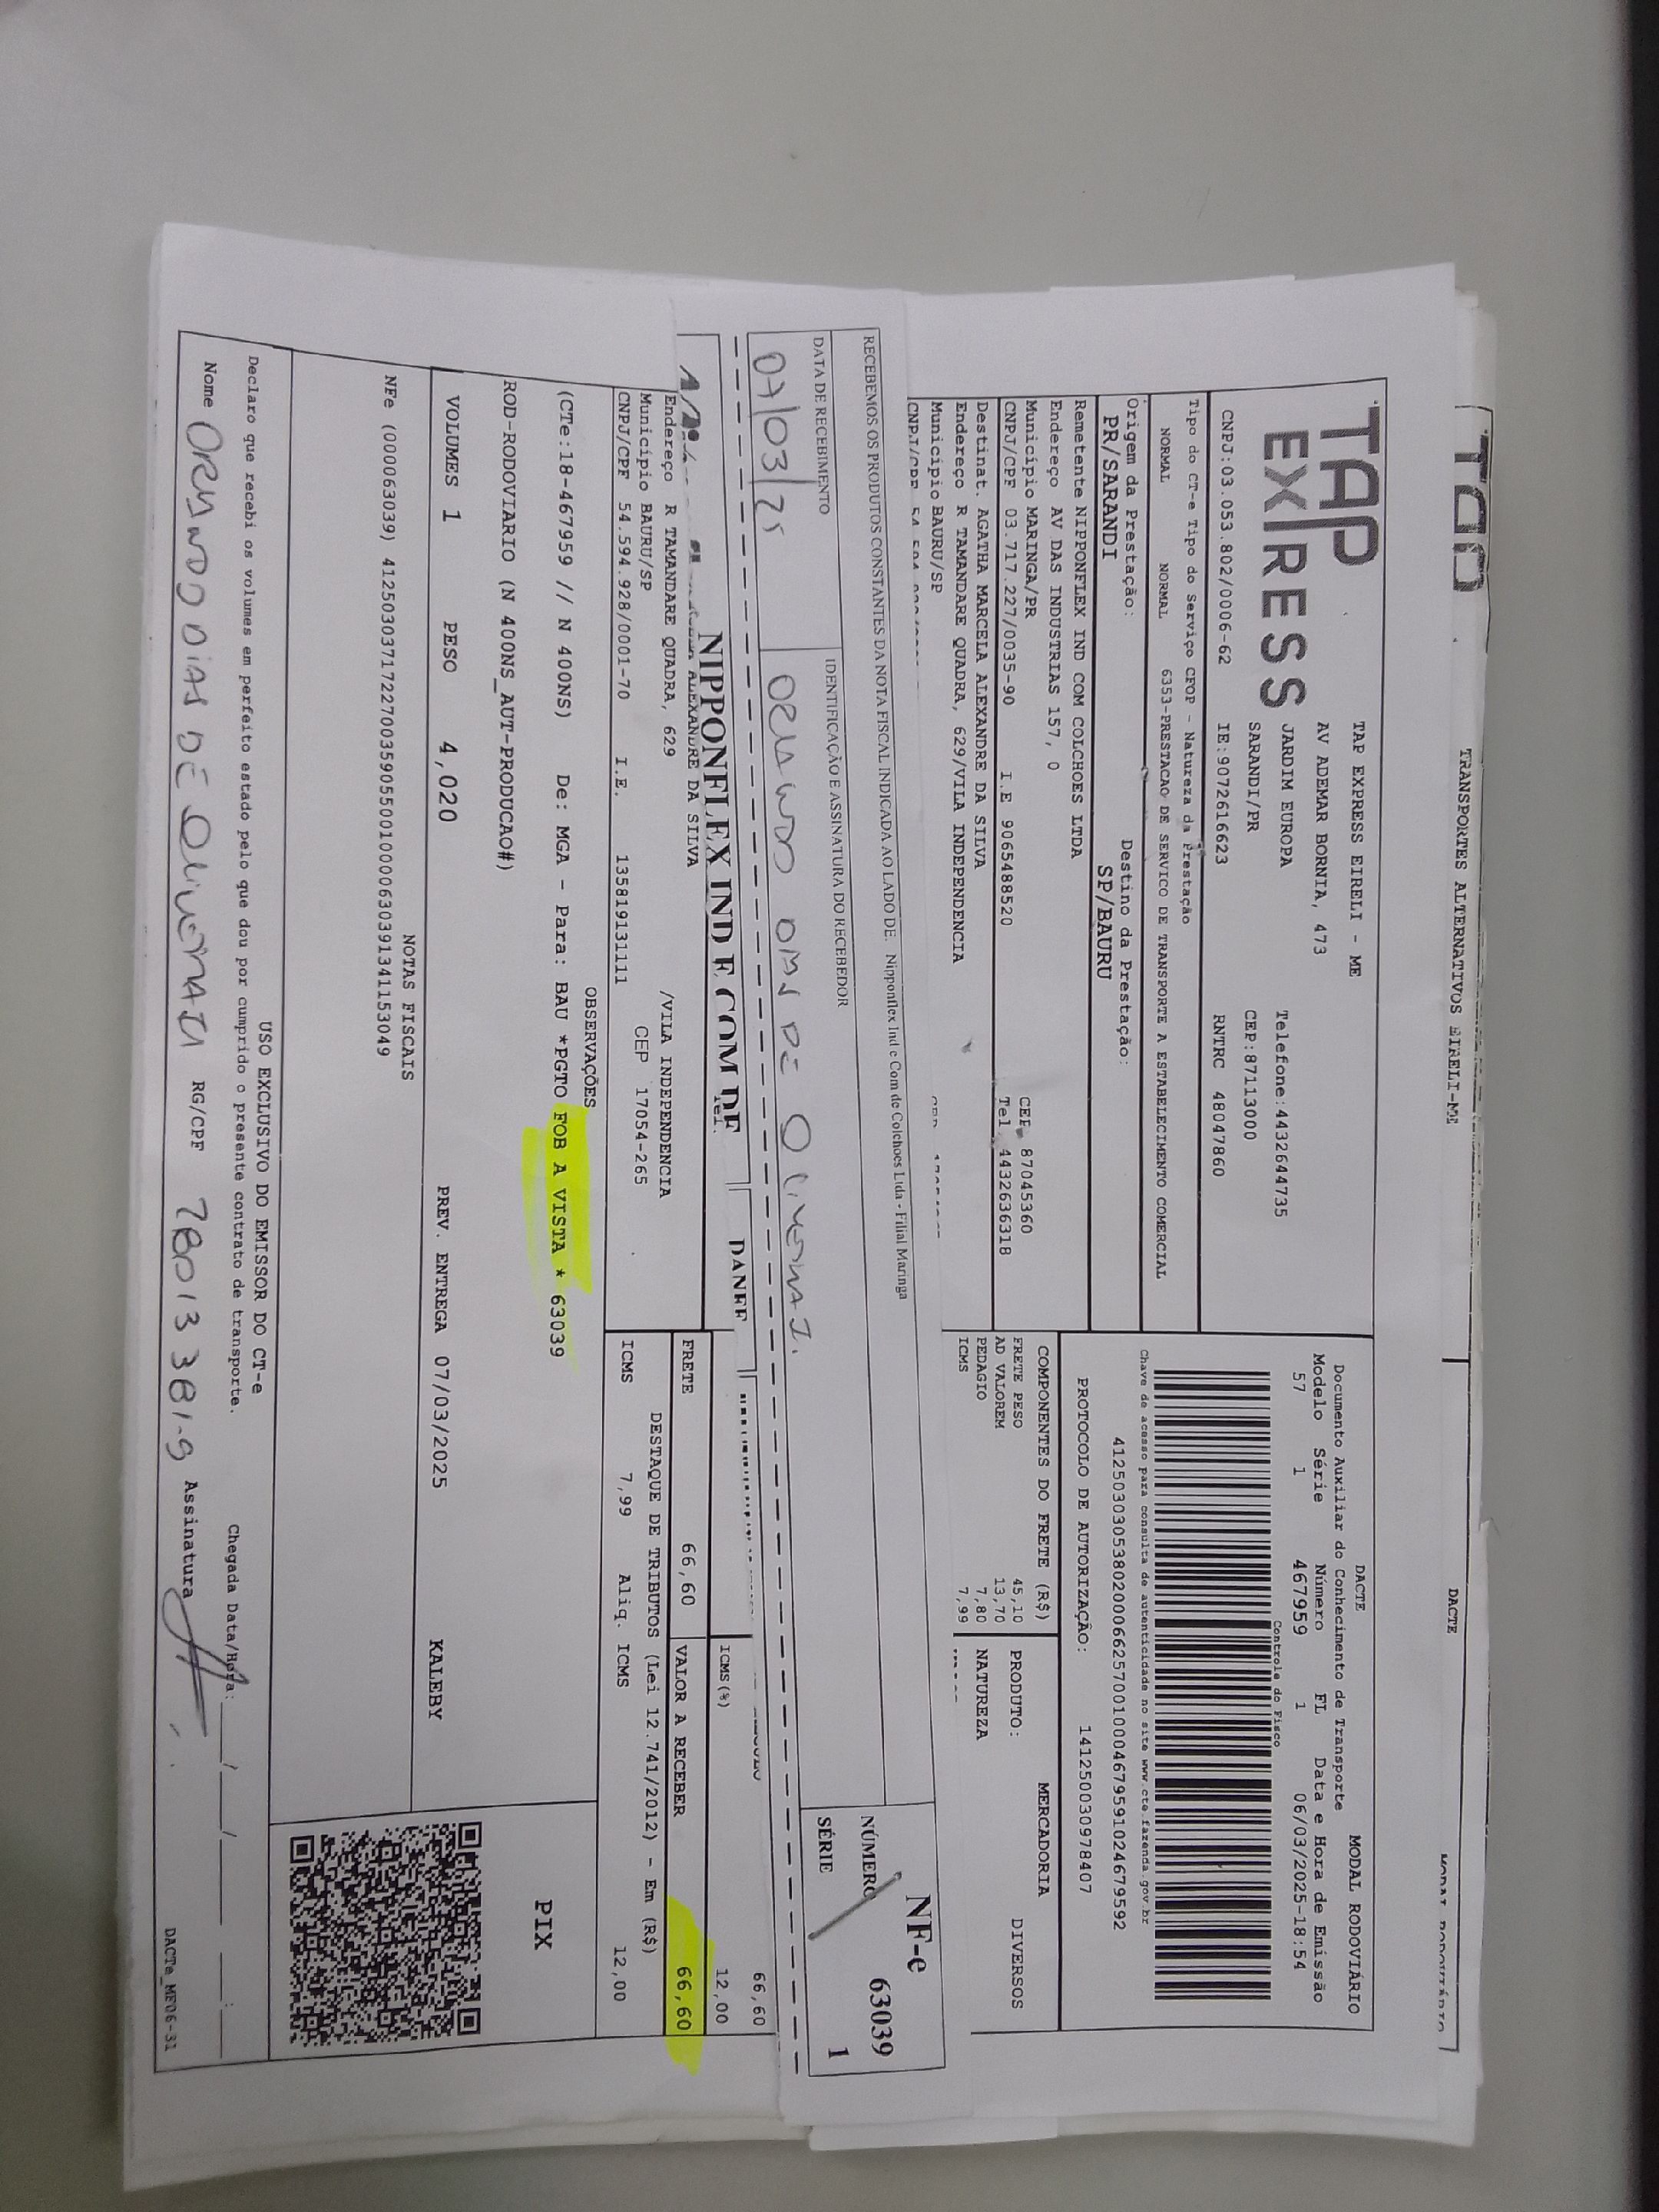 TRANSPORTES ALTERNATIVOS EIRELI-ME
DACTE
TAP EXPRESS
TAP EXPRESS EIRELI - ME
AV ADEMAR BORNIA, 473
JARDIM EUROPA
Telefone:4432644735
SARANDI/PR
CEP:87113000
CNPJ:03.053.802/0006-62
IE:9072616623
RNTRC 48047860
DACTE
MODAL RODOVIÁRIO
Documento Auxiliar do Conhecimento de Transporte
Modelo Série Número FL Data e Hora de Emissão
57 1 467959 1 06/03/2025-18:54
Controle do Fisco
Tipo do CT-e Tipo do Serviço CFOP - Natureza da Prestação
NORMAL NORMAL 6353-PRESTACAO DE SERVICO DE TRANSPORTE A ESTABELECIMENTO COMERCIAL
Chave de acesso para consulta de autenticidade no site www.cte.fazenda.gov.br
41250303053802000662570010004679591024679592
Origem da Prestação:
Destino da Prestação:
PR/SARANDI
SP/BAURU
PROTOCOLO DE AUTORIZAÇÃO: 141250030978407
Remetente NIPPONFLEX IND COM COLCHOES LTDA
Endereço AV DAS INDUSTRIAS 157, 0
Município MARINGA/PR
CEP 87045360
CNPJ/CPF 03.717.227/0035-90 I.E 9065488520
Tel 4432636318
COMPONENTES DO FRETE (R$)
FRETE PESO 45,10
AD VALOREM 13,70
PEDAGIO 7,80
ICMS 7,99
MERCADORIA
PRODUTO: DIVERSOS
NATUREZA
Destinat. AGATHA MARCELA ALEXANDRE DA SILVA
Endereço R TAMANDARE QUADRA, 629/VILA INDEPENDENCIA
Município BAURU/SP
RECEBEMOS OS PRODUTOS CONSTANTES DA NOTA FISCAL INDICADA AO LADO DE: Nipponflex Ind e Com de Colchoes Ltda - Filial Maringa
NF-e
NÚMERO 63039
SÉRIE 1
DATA DE RECEBIMENTO
IDENTIFICAÇÃO E ASSINATURA DO RECEBEDOR
07/03/25
ORLANDO DIAS DE
NIPPONFLEX IND E COM DE
DANFE
66,60
ICMS(%) 12,00
ALEXANDRE DA SILVA
Endereço R TAMANDARE QUADRA, 629
/VILA INDEPENDENCIA
Município BAURU/SP
CEP 17054-265
CNPJ/CPF 54.594.928/0001-70 I.E. 135819131111
FRETE 66,60
VALOR A RECEBER 66,60
DESTAQUE DE TRIBUTOS (Lei 12.741/2012) - Em (R$)
ICMS 7,99 Aliq. ICMS 12,00
OBSERVAÇÕES
(CTe:18-467959 // N 400NS) De: MGA - Para: BAU *PGTO FOB A VISTA * 63039
ROD-RODOVIARIO (N 400NS_AUT-PRODUCAO#)
PIX
VOLUMES 1 PESO 4,020 PREV. ENTREGA 07/03/2025 KALEBY
NOTAS FISCAIS
NFe (000063039) 41250303717227003590550010000630391341153049
USO EXCLUSIVO DO EMISSOR DO CT-e
Declaro que recebi os volumes em perfeito estado pelo que dou por cumprido o presente contrato de transporte.
Chegada Data/Hora: ___/___/___ ___:___
Nome ORLANDO DIAS DE RG/CPF 78013381-9 Assinatura
DACTe_MF06-31